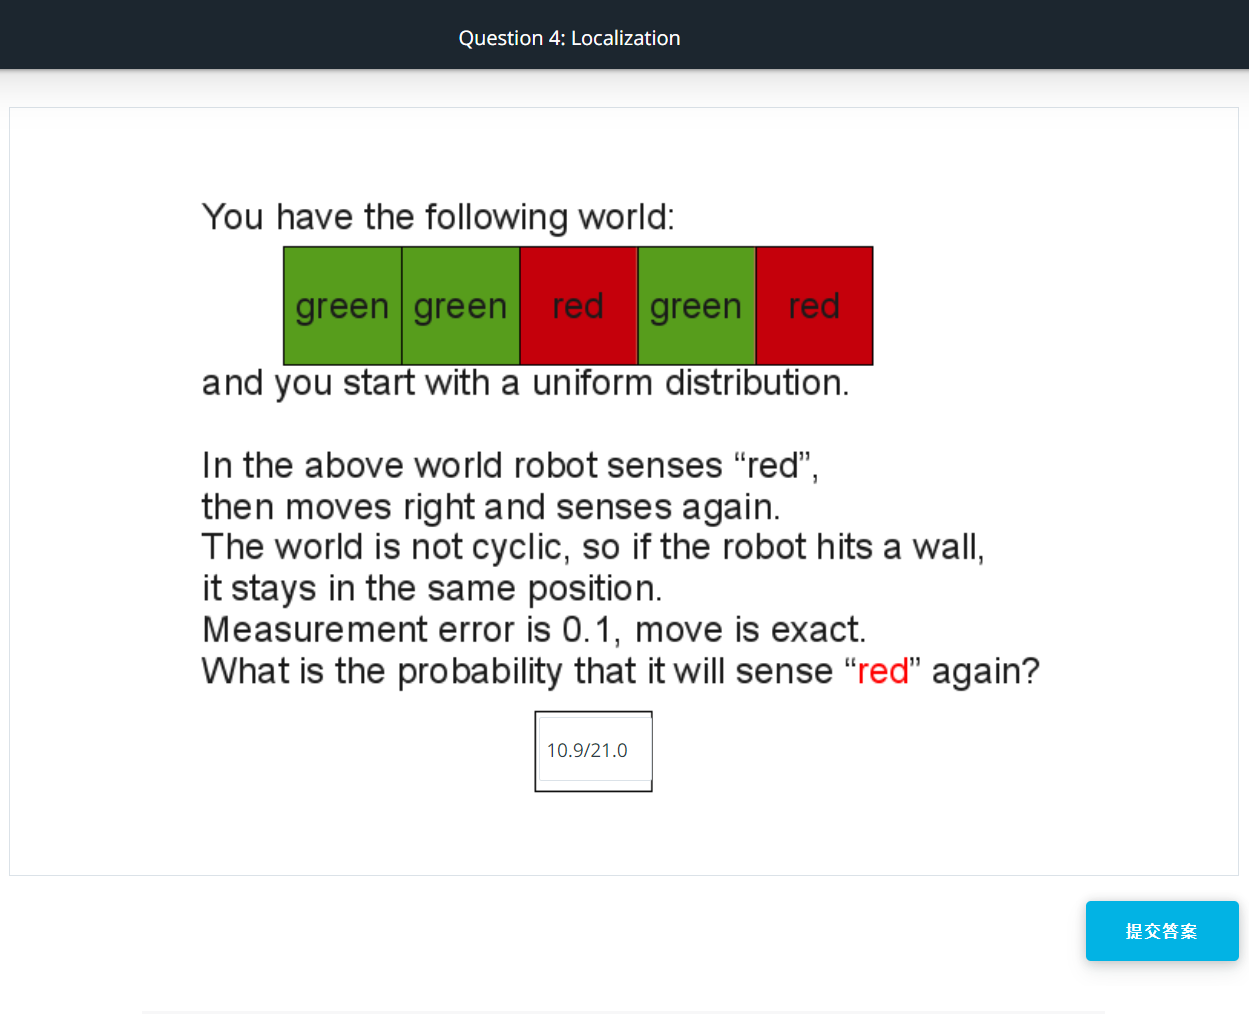 Question 4: Localization
You have the following world:
green green red green red
and you start with a uniform distribution.
In the above world robot senses “red”,
then moves right and senses again.
The world is not cyclic, so if the robot hits a wall,
it stays in the same position.
Measurement error is 0.1, move is exact.
What is the probability that it will sense “red” again?
10.9/21.0
提交答案